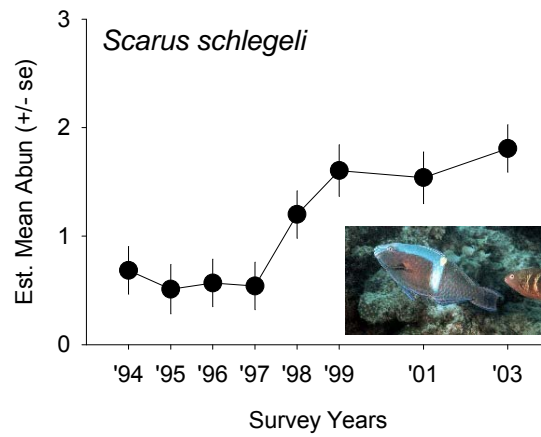 Scarus schlegeli
3
2
1
0
Est. Mean Abun (+/- se)
'94 '95 '96 '97 '98 '99 '01 '03
Survey Years